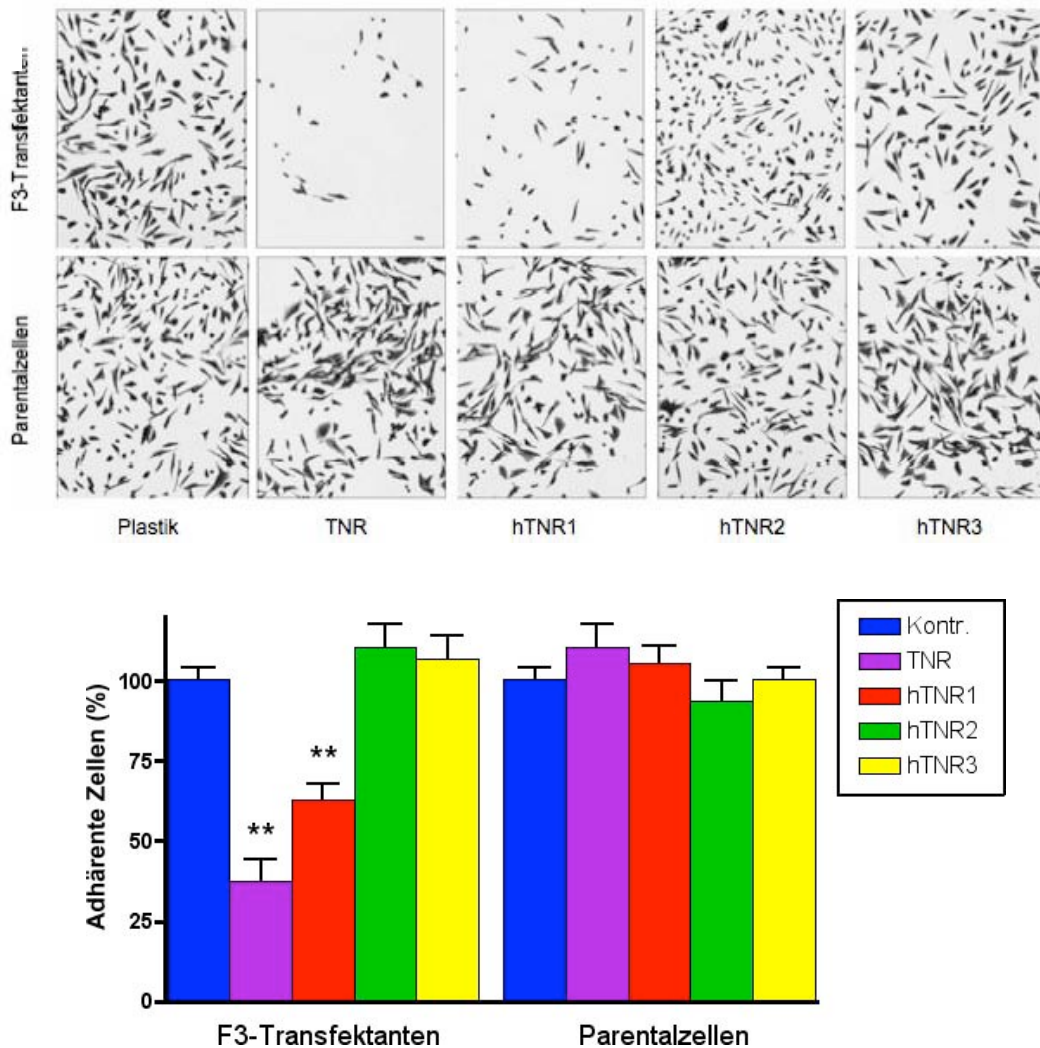 F3-Transfektanten
Parentalzellen
Plastik TNR hTNR1 hTNR2 hTNR3
Adhärente Zellen (%)
100
75
50
25
0
**
**
F3-Transfektanten Parentalzellen
Kontr.
TNR
hTNR1
hTNR2
hTNR3